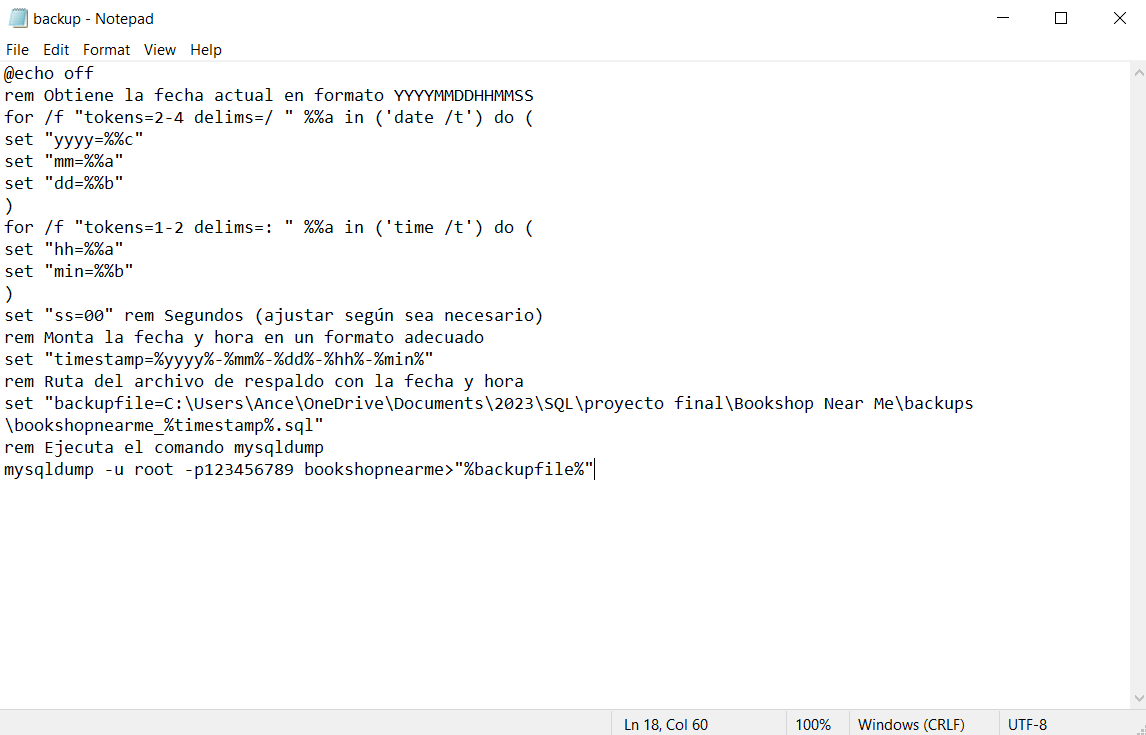 backup - Notepad
File Edit Format View Help
@echo off
rem Obtiene la fecha actual en formato YYYYMMDDHHMMSS
for /f "tokens=2-4 delims=/ " %%a in ('date /t') do (
set "yyyy=%%c"
set "mm=%%a"
set "dd=%%b"
)
for /f "tokens=1-2 delims=: " %%a in ('time /t') do (
set "hh=%%a"
set "min=%%b"
)
set "ss=00" rem Segundos (ajustar según sea necesario)
rem Monta la fecha y hora en un formato adecuado
set "timestamp=%yyyy%-%mm%-%dd%-%hh%-%min%"
rem Ruta del archivo de respaldo con la fecha y hora
set "backupfile=C:\Users\Ance\OneDrive\Documents\2023\SQL\proyecto final\Bookshop Near Me\backups
\bookshopnearme_%timestamp%.sql"
rem Ejecuta el comando mysqldump
mysqldump -u root -p123456789 bookshopnearme>"%backupfile%"
Ln 18, Col 60 100% Windows (CRLF) UTF-8